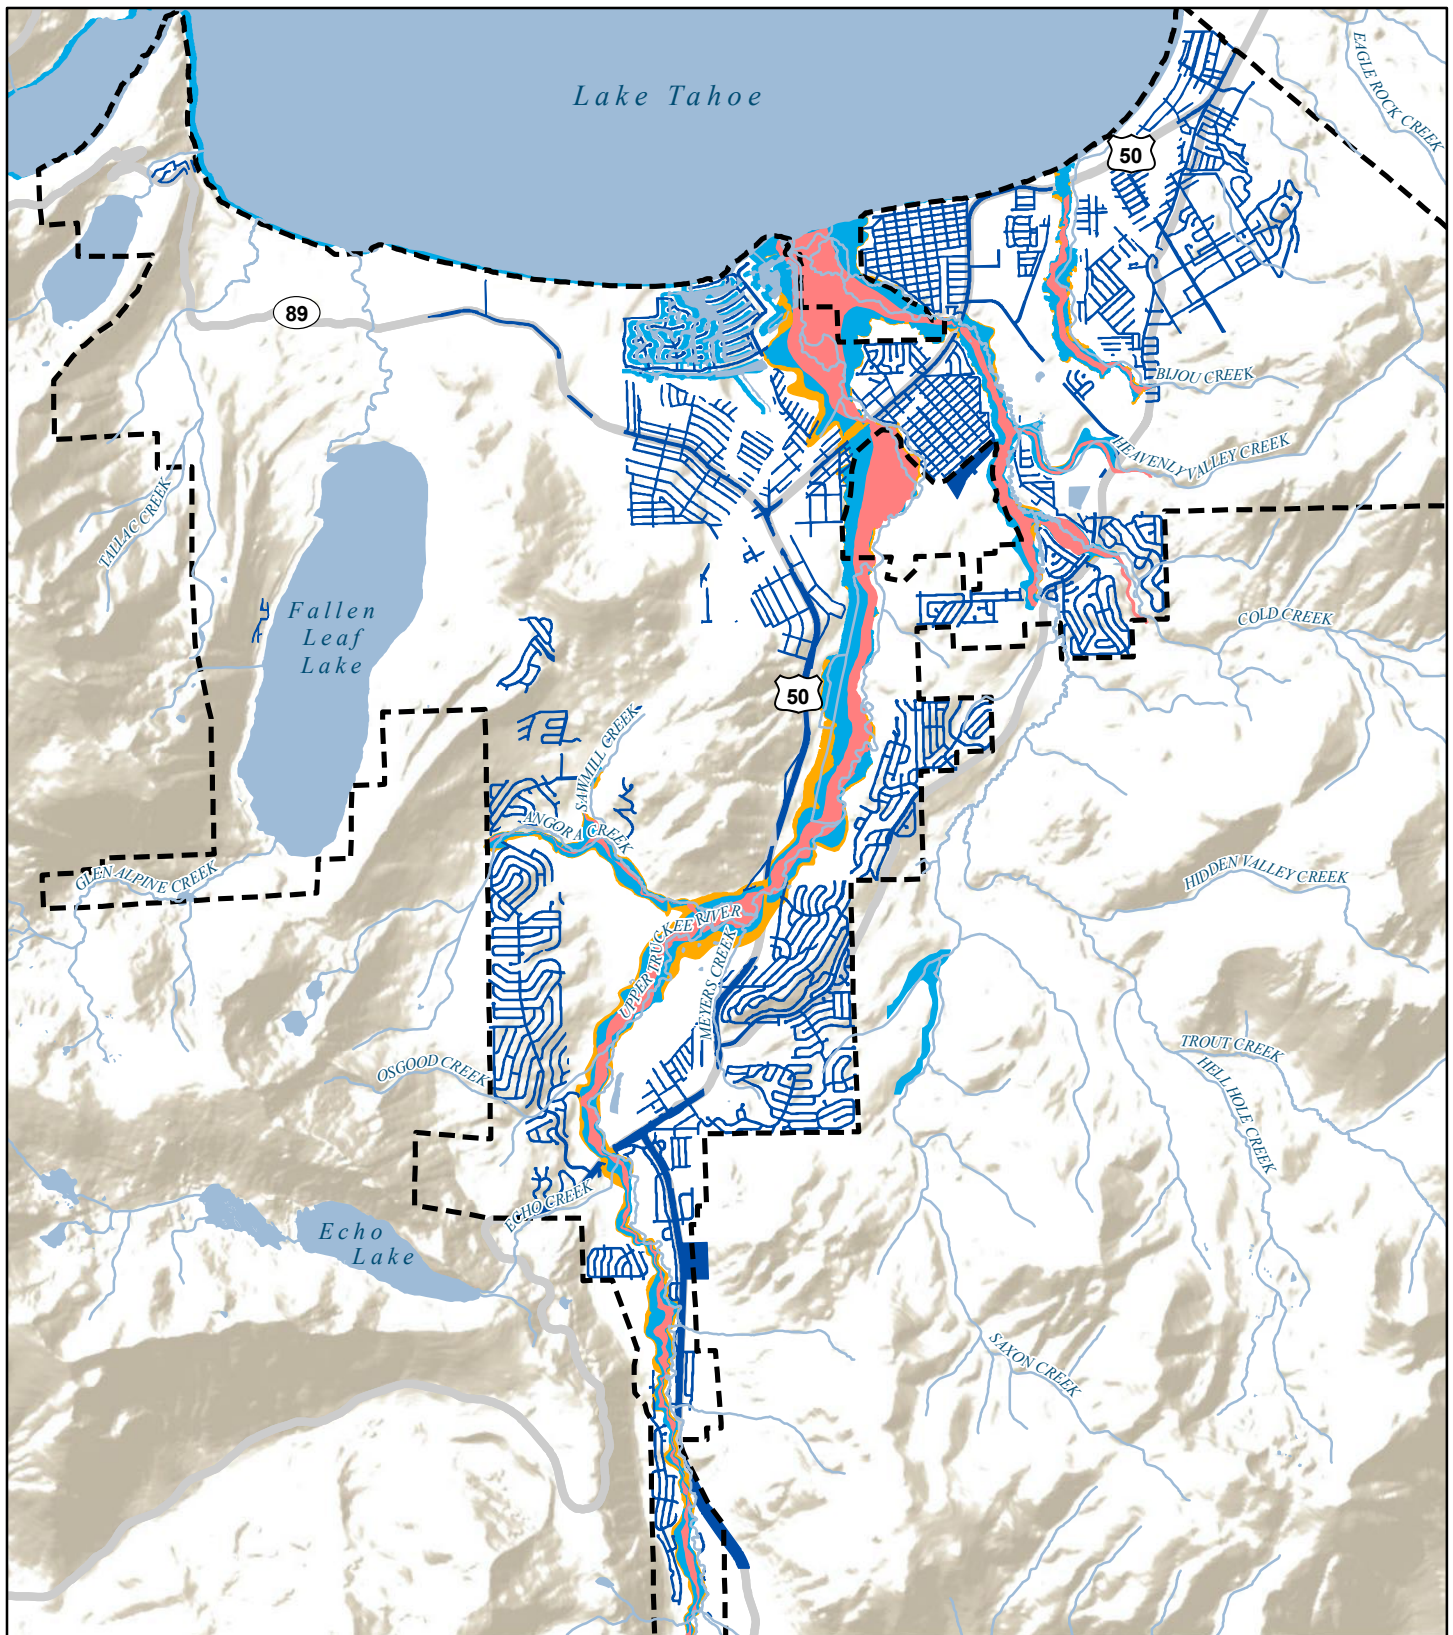 Lake Tahoe
EAGLE ROCK CREEK
50
89
BIJOU CREEK
HEAVENLY VALLEY CREEK
TALLAC CREEK
Fallen
Leaf
Lake
COLD CREEK
50
SAWMILL CREEK
ANGORA CREEK
GLEN ALPINE CREEK
HIDDEN VALLEY CREEK
UPPER TRUCKEE RIVER
MEYERS CREEK
OSGOOD CREEK
TROUT CREEK
HELL HOLE CREEK
ECHO CREEK
Echo
Lake
SAXON CREEK